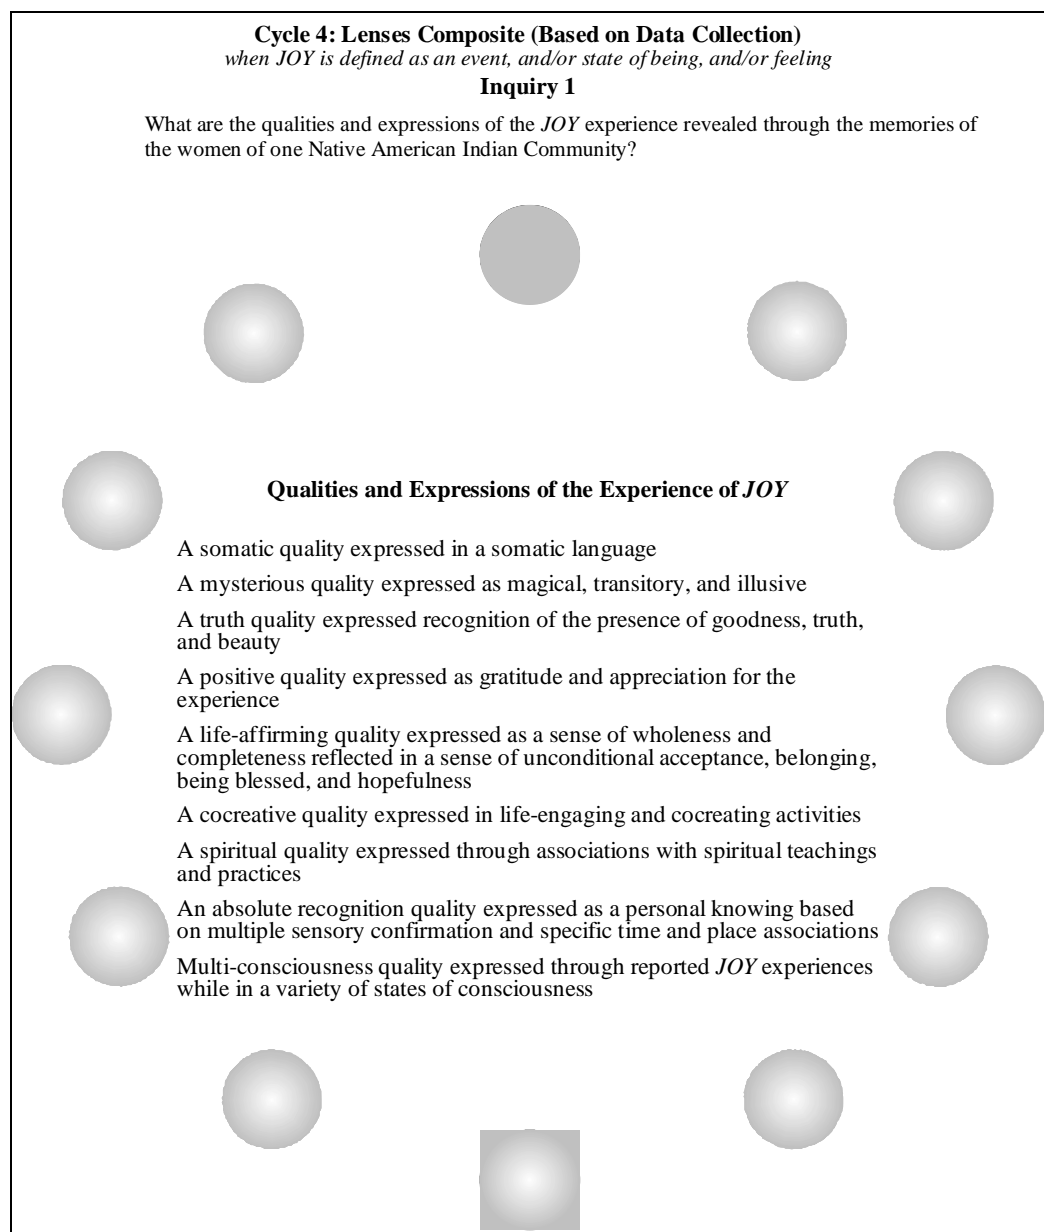 Cycle 4: Lenses Composite (Based on Data Collection)
when JOY is defined as an event, and/or state of being, and/or feeling
Inquiry 1
What are the qualities and expressions of the JOY experience revealed through the memories of
the women of one Native American Indian Community?
Qualities and Expressions of the Experience of JOY
A somatic quality expressed in a somatic language
A mysterious quality expressed as magical, transitory, and illusive
A truth quality expressed recognition of the presence of goodness, truth,
and beauty
A positive quality expressed as gratitude and appreciation for the
experience
A life-affirming quality expressed as a sense of wholeness and
completeness reflected in a sense of unconditional acceptance, belonging,
being blessed, and hopefulness
A cocreative quality expressed in life-engaging and cocreating activities
A spiritual quality expressed through associations with spiritual teachings
and practices
An absolute recognition quality expressed as a personal knowing based
on multiple sensory confirmation and specific time and place associations
Multi-consciousness quality expressed through reported JOY experiences
while in a variety of states of consciousness